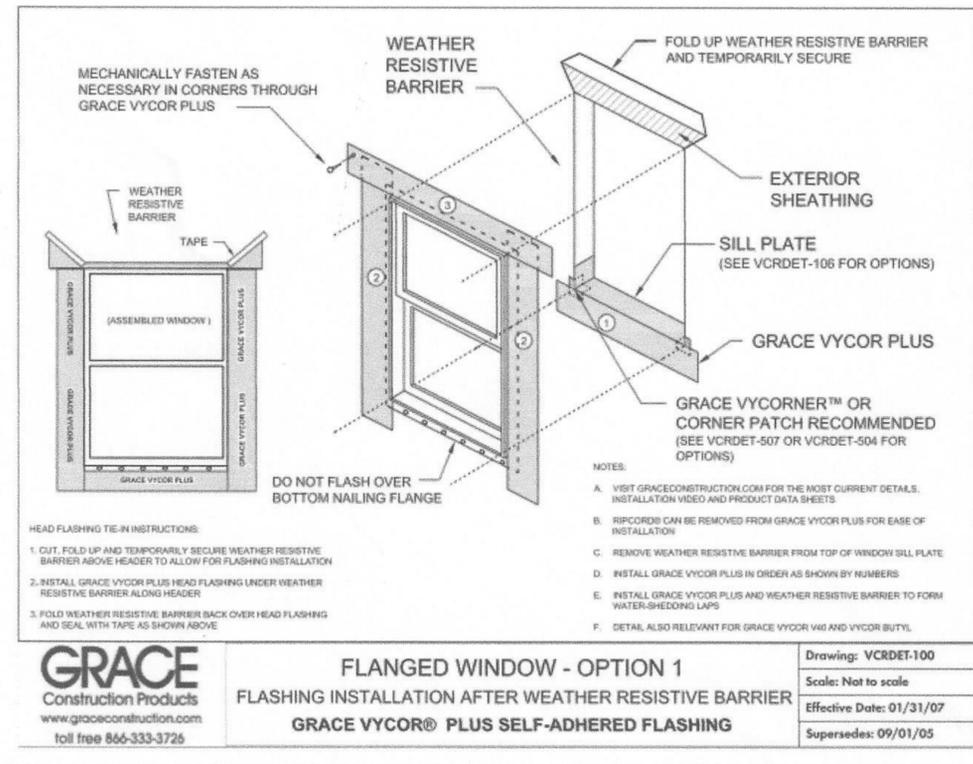 WEATHER
RESISTIVE
BARRIER
FOLD UP WEATHER RESISTIVE BARRIER
AND TEMPORARILY SECURE
MECHANICALLY FASTEN AS
NECESSARY IN CORNERS THROUGH
GRACE VYCOR PLUS
EXTERIOR
SHEATHING
WEATHER
RESISTIVE
BARRIER
TAPE
3
SILL PLATE
(SEE VCRDET-106 FOR OPTIONS)
2
2
1
GRACE VYCOR PLUS
(ASSEMBLED WINDOW )
GRACE VYCOR PLUS
GRACE VYCOR PLUS
GRACE VYCOR PLUS
GRACE VYCOR PLUS
GRACE VYCOR PLUS
GRACE VYCORNER™ OR
CORNER PATCH RECOMMENDED
(SEE VCRDET-507 OR VCRDET-504 FOR
OPTIONS)
DO NOT FLASH OVER
BOTTOM NAILING FLANGE
NOTES:
A. VISIT GRACECONSTRUCTION.COM FOR THE MOST CURRENT DETAILS,
INSTALLATION VIDEO AND PRODUCT DATA SHEETS
B. RIPCORD® CAN BE REMOVED FROM GRACE VYCOR PLUS FOR EASE OF
INSTALLATION
C. REMOVE WEATHER RESISTIVE BARRIER FROM TOP OF WINDOW SILL PLATE
D. INSTALL GRACE VYCOR PLUS IN ORDER AS SHOWN BY NUMBERS
E. INSTALL GRACE VYCOR PLUS AND WEATHER RESISTIVE BARRIER TO FORM
WATER-SHEDDING LAPS
F. DETAIL ALSO RELEVANT FOR GRACE VYCOR V40 AND VYCOR BUTYL
HEAD FLASHING TIE-IN INSTRUCTIONS:
1. CUT, FOLD UP AND TEMPORARILY SECURE WEATHER RESISTIVE
BARRIER ABOVE HEADER TO ALLOW FOR FLASHING INSTALLATION
2. INSTALL GRACE VYCOR PLUS HEAD FLASHING UNDER WEATHER
RESISTIVE BARRIER ALONG HEADER
3. FOLD WEATHER RESISTIVE BARRIER BACK OVER HEAD FLASHING
AND SEAL WITH TAPE AS SHOWN ABOVE
GRACE
Construction Products
www.graceconstruction.com
toll free 866-333-3726
FLANGED WINDOW - OPTION 1
FLASHING INSTALLATION AFTER WEATHER RESISTIVE BARRIER
GRACE VYCOR® PLUS SELF-ADHERED FLASHING
Drawing: VCRDET-100
Scale: Not to scale
Effective Date: 01/31/07
Supersedes: 09/01/05